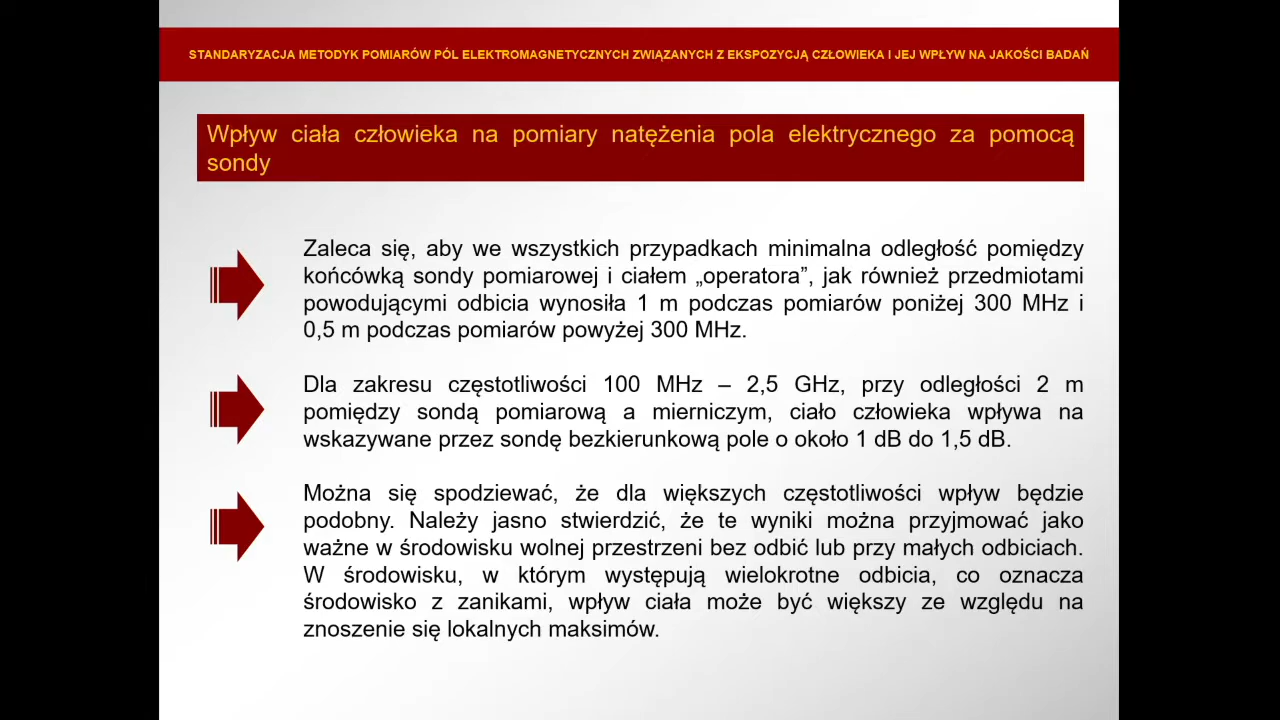 STANDARYZACJA METODYK POMIARÓW PÓL ELEKTROMAGNETYCZNYCH ZWIĄZANYCH Z EKSPOZYCJĄ CZŁOWIEKA I JEJ WPŁYW NA JAKOŚCI BADAŃ
Wpływ ciała człowieka na pomiary natężenia pola elektrycznego za pomocą
sondy
Zaleca się, aby we wszystkich przypadkach minimalna odległość pomiędzy
końcówką sondy pomiarowej i ciałem „operatora”, jak również przedmiotami
powodującymi odbicia wynosiła 1 m podczas pomiarów poniżej 300 MHz i
0,5 m podczas pomiarów powyżej 300 MHz.
Dla zakresu częstotliwości 100 MHz – 2,5 GHz, przy odległości 2 m
pomiędzy sondą pomiarową a mierniczym, ciało człowieka wpływa na
wskazywane przez sondę bezkierunkową pole o około 1 dB do 1,5 dB.
Można się spodziewać, że dla większych częstotliwości wpływ będzie
podobny. Należy jasno stwierdzić, że te wyniki można przyjmować jako
ważne w środowisku wolnej przestrzeni bez odbić lub przy małych odbiciach.
W środowisku, w którym występują wielokrotne odbicia, co oznacza
środowisko z zanikami, wpływ ciała może być większy ze względu na
znoszenie się lokalnych maksimów.